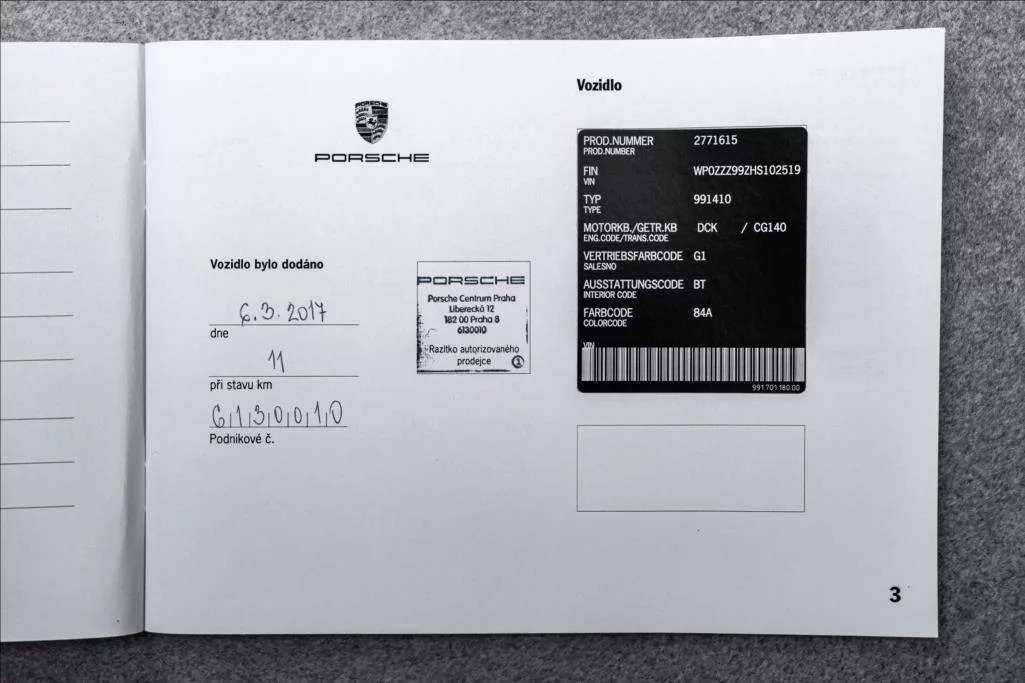 PORSCHE
PORSCHE
Vozidlo bylo dodáno
6.3.2017
dne
11
při stavu km
6130010
Podnikové č.
PORSCHE
Porsche Centrum Praha
Liberecká 12
182 00 Praha 8
6130010
Razítko autorizovaného
prodejce
1
Vozidlo
PROD.NUMMER 2771615
PROD.NUMBER
FIN WP0ZZZ99ZHS102519
VIN
TYP 991410
TYPE
MOTORKB./GETR.KB DCK / CG140
ENG.CODE/TRANS.CODE
VERTRIEBSFARBCODE G1
SALESNO
AUSSTATTUNGSCODE BT
INTERIOR CODE
FARBCODE 84A
COLORCODE
VIN
991.701.180.00
3